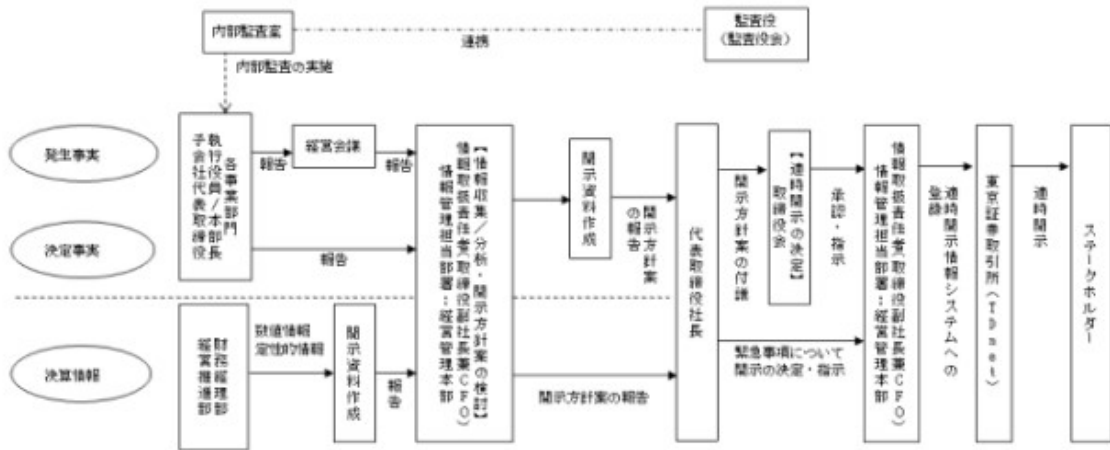 内部監査室
監査役
（監査役会）
連携
内部監査の実施
発生事実
決定事実
決算情報
各事業部門
執行役員/本部長
子会社代表取締役
報告
経営会議
報告
報告
財務経理部
経営推進部
数値情報
定性的情報
開示資料作成
報告
【情報収集/分析・開示方針案の検討】
情報取扱責任者（取締役副社長兼CFO）
情報管理担当部署：経営管理本部
開示資料作成
開示方針案
の報告
開示方針案の報告
代表取締役社長
開示方針案の付議
【適時開示の決定】
取締役会
承認・指示
緊急事項について
開示の決定・指示
情報取扱責任者（取締役副社長兼CFO）
情報管理担当部署：経営管理本部
適時開示情報システムへの
登録
東京証券取引所（TDnet）
適時開示
ステークホルダー